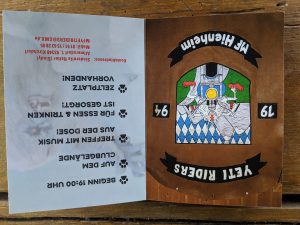 YETI RIDERS
19 94
MF Hienheim
BEGINN 19:00 UHR
AUF DEM
CLUBGELÄNDE
TREFFEN MIT MUSIK
AUS DER DOSE!
FÜR ESSEN & TRINKEN
IST GESORGT!
ZELTPLATZ
VORHANDEN!